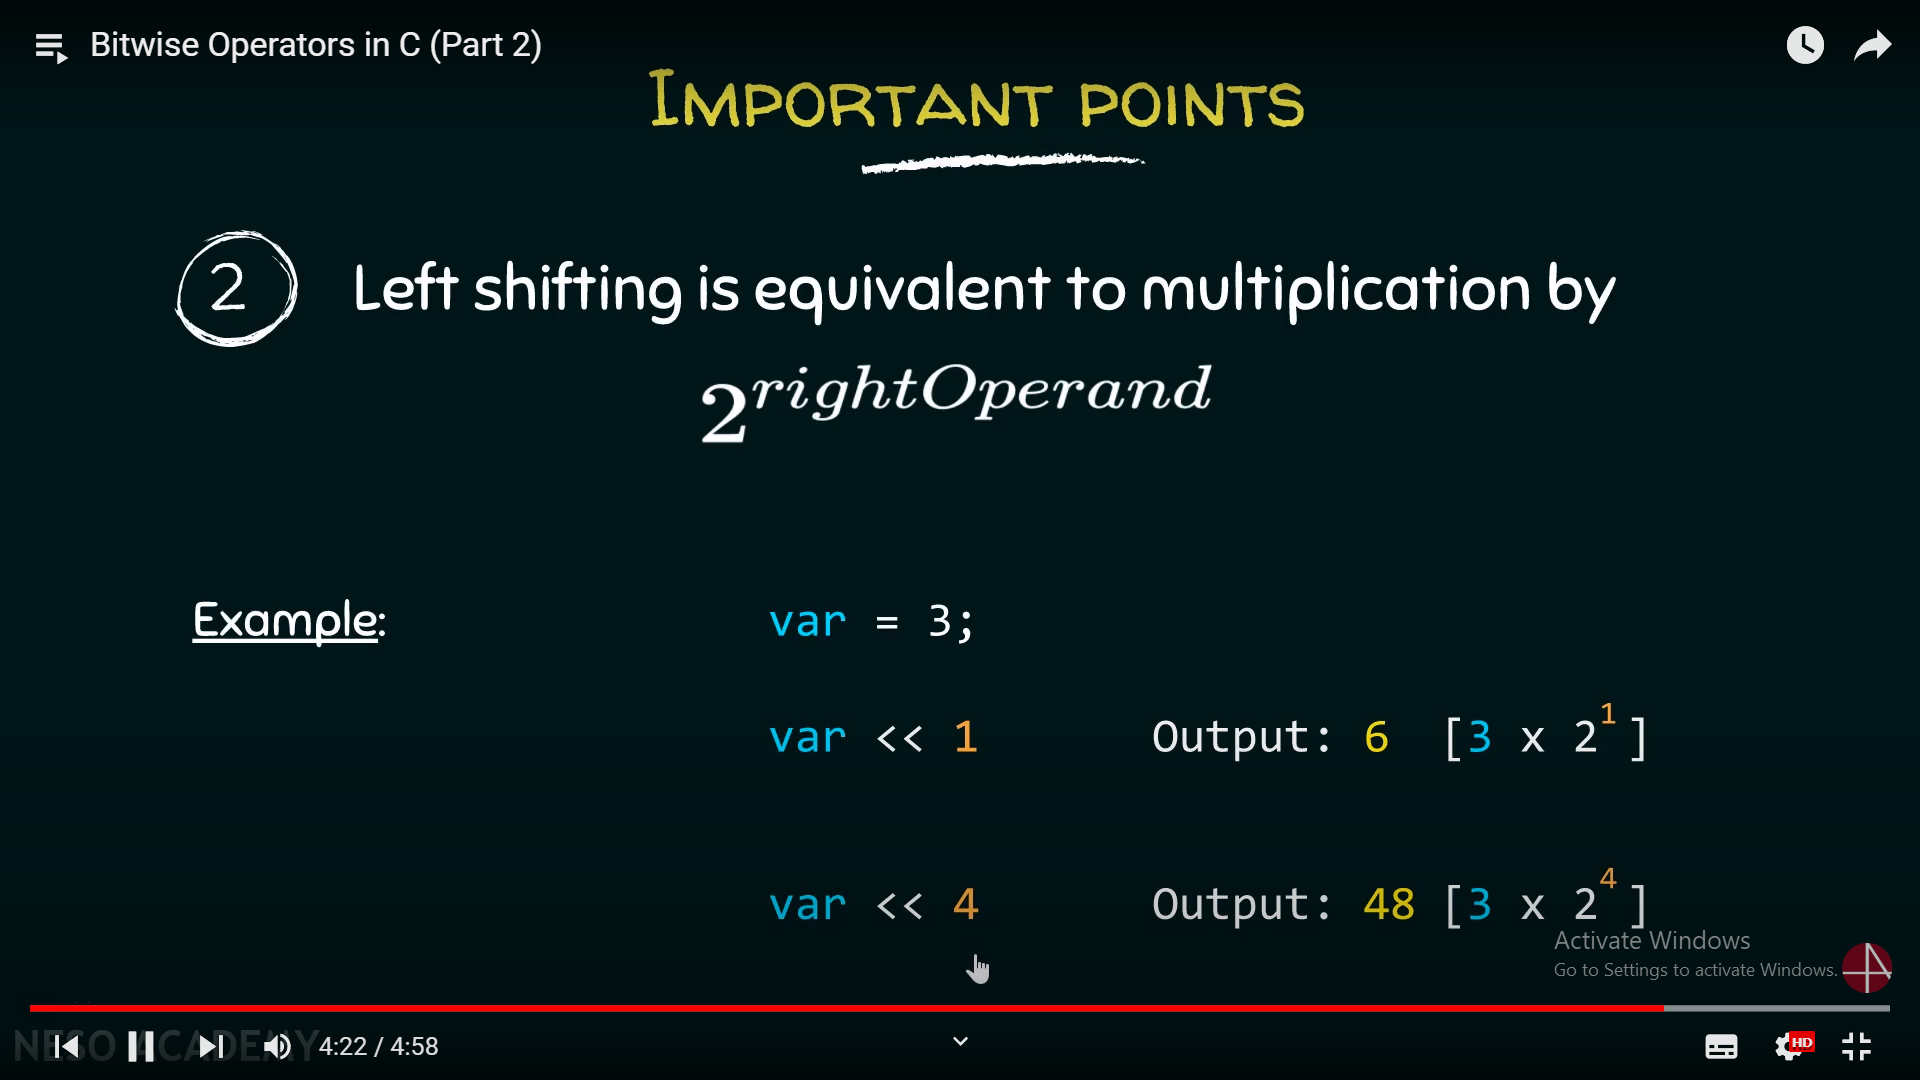 Bitwise Operators in C (Part 2)
IMPORTANT POINTS
2 Left shifting is equivalent to multiplication by
2^rightOperand
Example: var = 3;
var << 1 Output: 6 [3 x 2^1]
var << 4 Output: 48 [3 x 2^4]
Activate Windows
Go to Settings to activate Windows.
NESO ACADEMY
4:22 / 4:58
HD